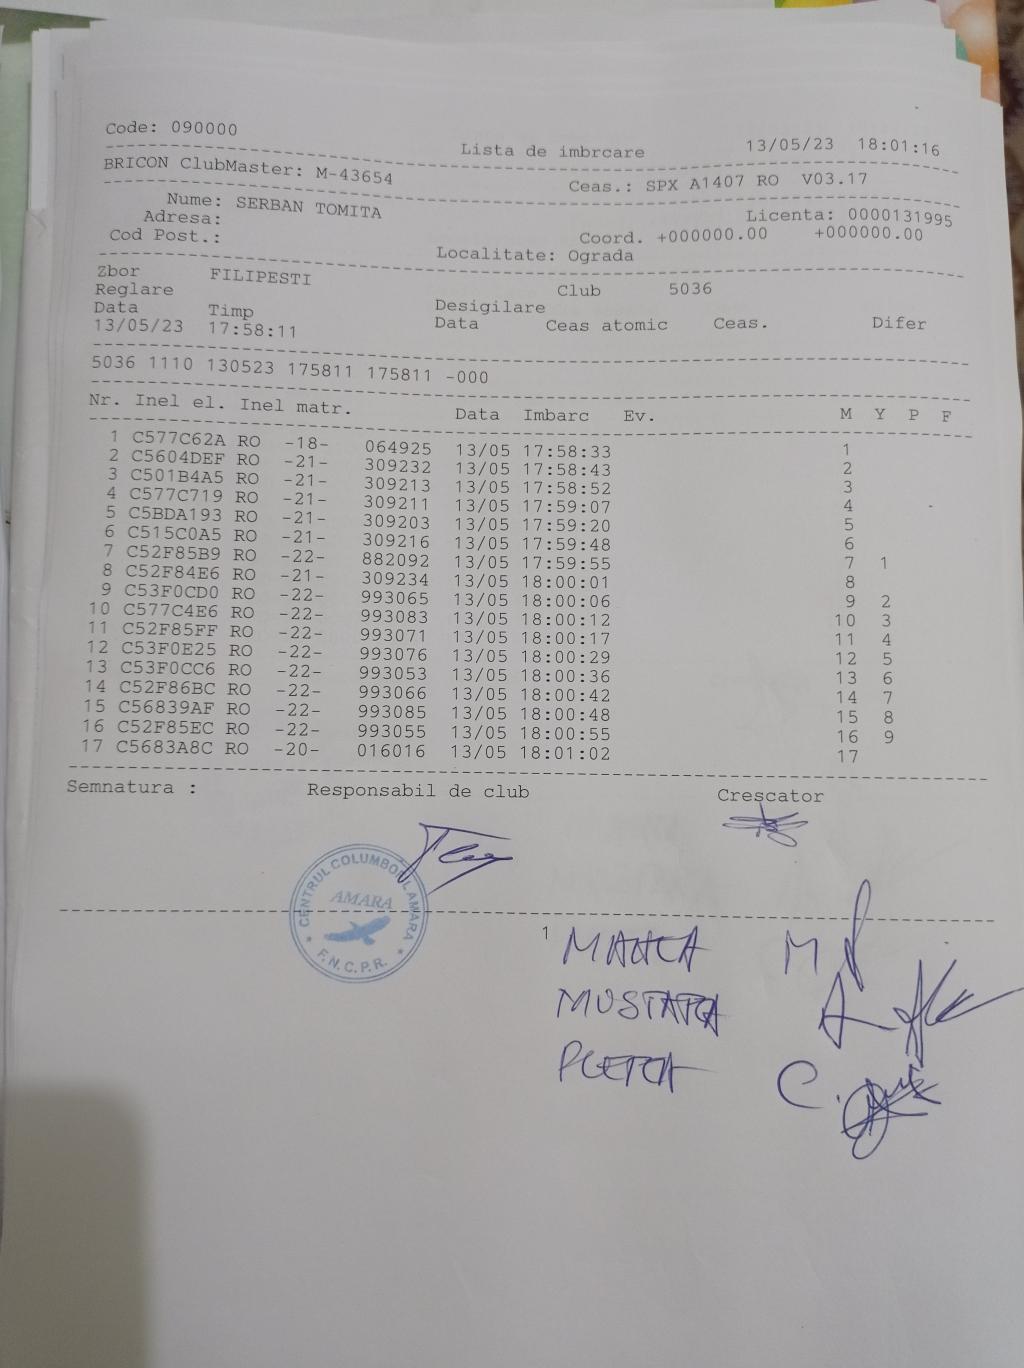 Code: 090000
Lista de imbrcare 13/05/23 18:01:16
BRICON ClubMaster: M-43654 Ceas.: SPX A1407 RO V03.17
Nume: SERBAN TOMITA Licenta: 0000131995
Adresa: Coord. +000000.00 +000000.00
Cod Post.: Localitate: Ograda
Zbor FILIPESTI Club 5036
Reglare Desigilare
Data Timp Data Ceas atomic Ceas. Difer
13/05/23 17:58:11
5036 1110 130523 175811 175811 -000
Nr. Inel el. Inel matr. Data Imbarc Ev. M Y P F
1 C577C62A RO -18- 064925 13/05 17:58:33 1
2 C5604DEF RO -21- 309232 13/05 17:58:43 2
3 C501B4A5 RO -21- 309213 13/05 17:58:52 3
4 C577C719 RO -21- 309211 13/05 17:59:07 4
5 C5BDA193 RO -21- 309203 13/05 17:59:20 5
6 C515C0A5 RO -21- 309216 13/05 17:59:48 6
7 C52F85B9 RO -22- 882092 13/05 17:59:55 7 1
8 C52F84E6 RO -21- 309234 13/05 18:00:01 8
9 C53F0CD0 RO -22- 993065 13/05 18:00:06 9 2
10 C577C4E6 RO -22- 993083 13/05 18:00:12 10 3
11 C52F85FF RO -22- 993071 13/05 18:00:17 11 4
12 C53F0E25 RO -22- 993076 13/05 18:00:29 12 5
13 C53F0CC6 RO -22- 993053 13/05 18:00:36 13 6
14 C52F86BC RO -22- 993066 13/05 18:00:42 14 7
15 C56839AF RO -22- 993085 13/05 18:00:48 15 8
16 C52F85EC RO -22- 993055 13/05 18:00:55 16 9
17 C5683A8C RO -20- 016016 13/05 18:01:02 17
Semnatura : Responsabil de club Crescator
CENTRUL COLUMBOFIL AMARA
AMARA
F.N.C.P.R.
1
MUSTATA A
C.